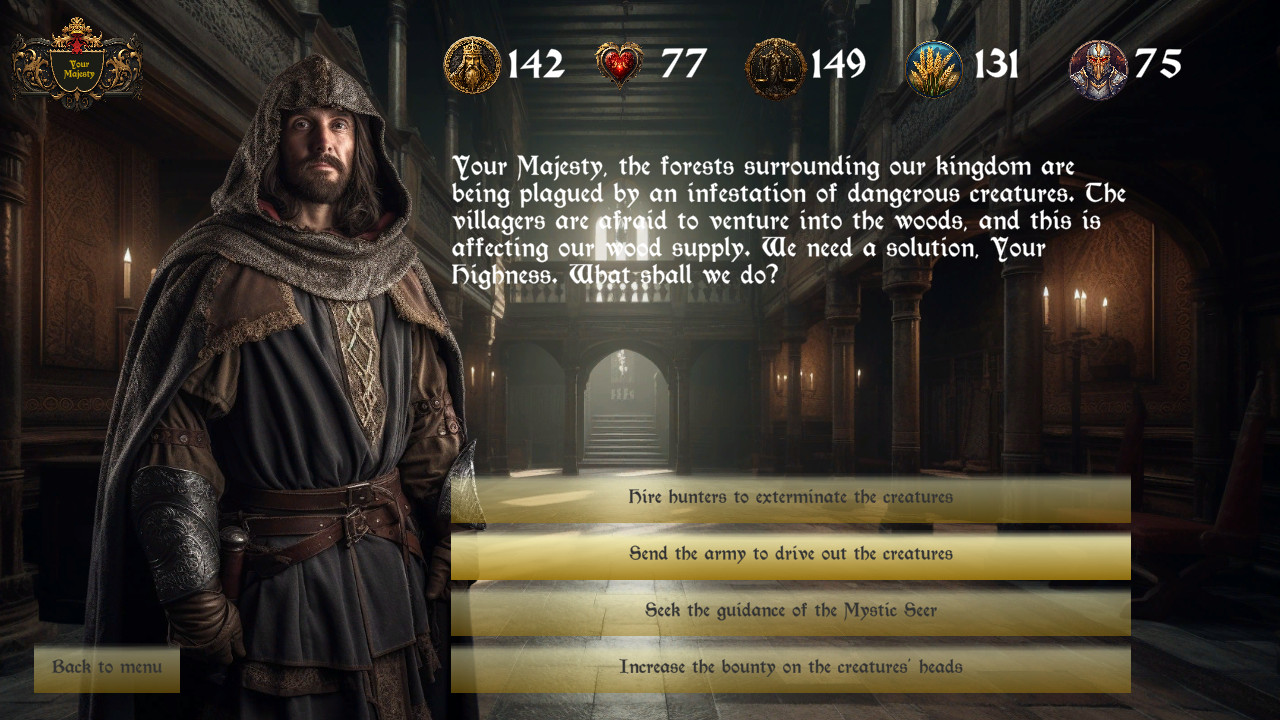 Your
Majesty
142
77
149
131
75
Your Majesty, the forests surrounding our kingdom are
being plagued by an infestation of dangerous creatures. The
villagers are afraid to venture into the woods, and this is
affecting our wood supply. We need a solution, Your
Highness. What shall we do?
Hire hunters to exterminate the creatures
Send the army to drive out the creatures
Seek the guidance of the Mystic Seer
Increase the bounty on the creatures' heads
Back to menu